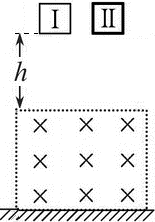 Ⅰ Ⅱ
h
× × ×
× × ×
× × ×